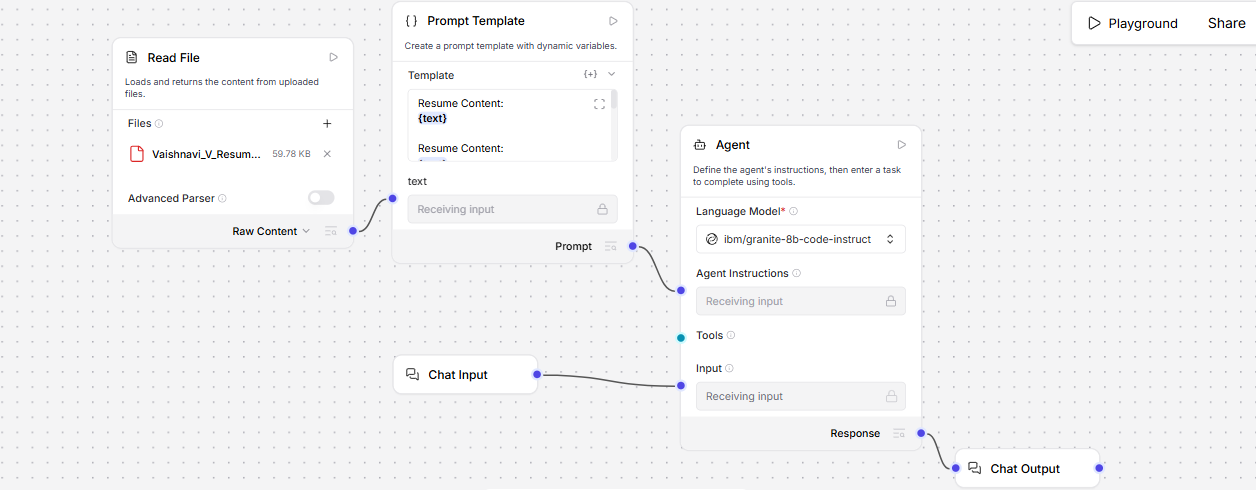 Read File
Loads and returns the content from uploaded
files.
Files
Vaishnavi_V_Resum... 59.78 KB
Advanced Parser
Raw Content
Prompt Template
Create a prompt template with dynamic variables.
Template {+}
Resume Content:
{text}
Resume Content:
text
Receiving input
Prompt
Chat Input
Agent
Define the agent's instructions, then enter a task
to complete using tools.
Language Model*
ibm/granite-8b-code-instruct
Agent Instructions
Receiving input
Tools
Input
Receiving input
Response
Chat Output
Playground Share